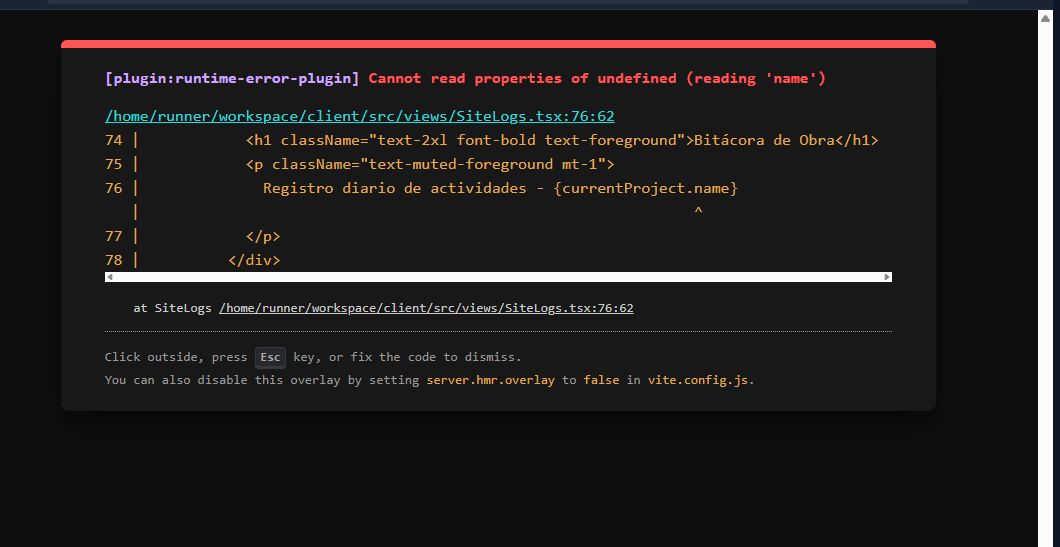 [plugin:runtime-error-plugin] Cannot read properties of undefined (reading 'name')
/home/runner/workspace/client/src/views/SiteLogs.tsx:76:62
74 |            <h1 className="text-2xl font-bold text-foreground">Bitácora de Obra</h1>
75 |            <p className="text-muted-foreground mt-1">
76 |              Registro diario de actividades - {currentProject.name}
   |                                                                ^
77 |            </p>
78 |          </div>
at SiteLogs /home/runner/workspace/client/src/views/SiteLogs.tsx:76:62
Click outside, press Esc key, or fix the code to dismiss.
You can also disable this overlay by setting server.hmr.overlay to false in vite.config.js.